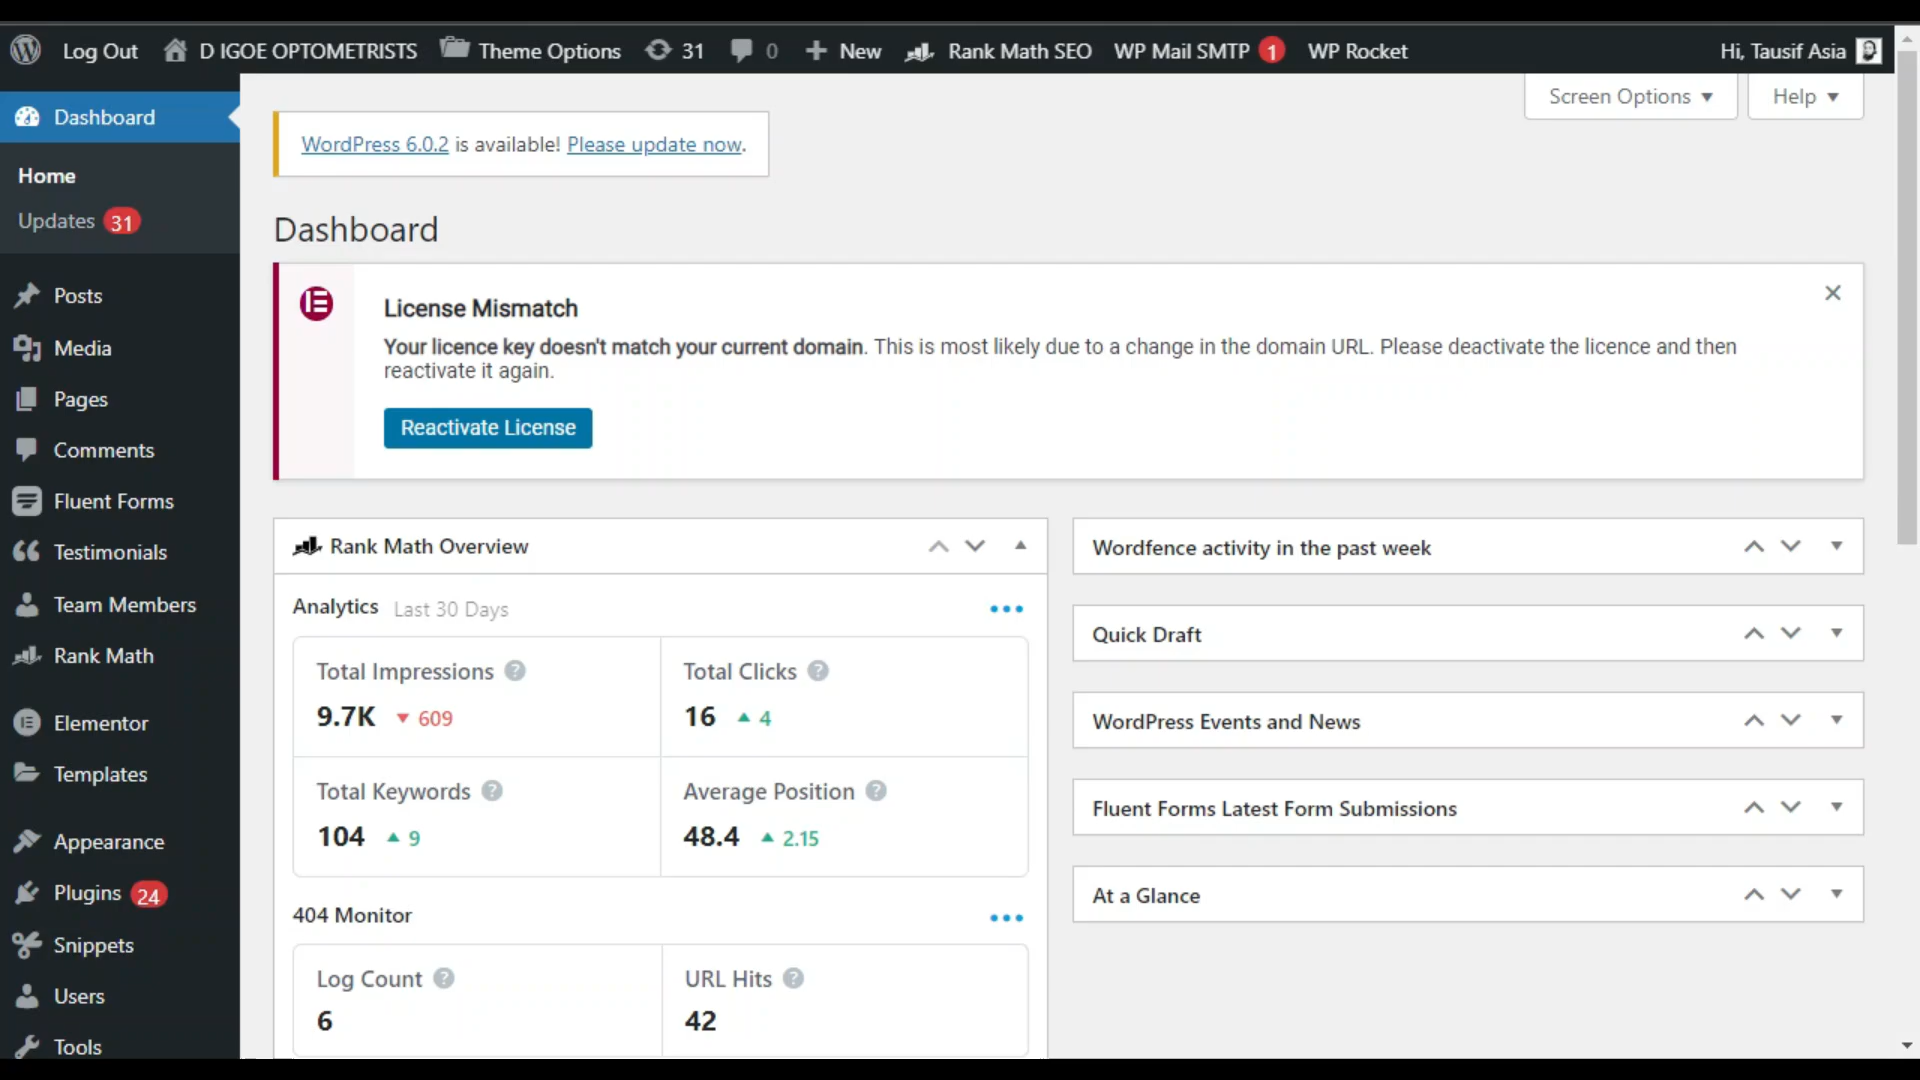 Log Out D IGOE OPTOMETRISTS Theme Options 31 0 New Rank Math SEO WP Mail SMTP 1 WP Rocket Hi, Tausif Asia
Screen Options Help
Dashboard
Home
Updates 31
Posts
Media
Pages
Comments
Fluent Forms
Testimonials
Team Members
Rank Math
Elementor
Templates
Appearance
Plugins 24
Snippets
Users
Tools
WordPress 6.0.2 is available! Please update now.
Dashboard
License Mismatch
Your licence key doesn't match your current domain. This is most likely due to a change in the domain URL. Please deactivate the licence and then
reactivate it again.
Reactivate License
Rank Math Overview
Analytics Last 30 Days
Total Impressions
9.7K 609
Total Clicks
16 4
Total Keywords
104 9
Average Position
48.4 2.15
404 Monitor
Log Count
6
URL Hits
42
Wordfence activity in the past week
Quick Draft
WordPress Events and News
Fluent Forms Latest Form Submissions
At a Glance